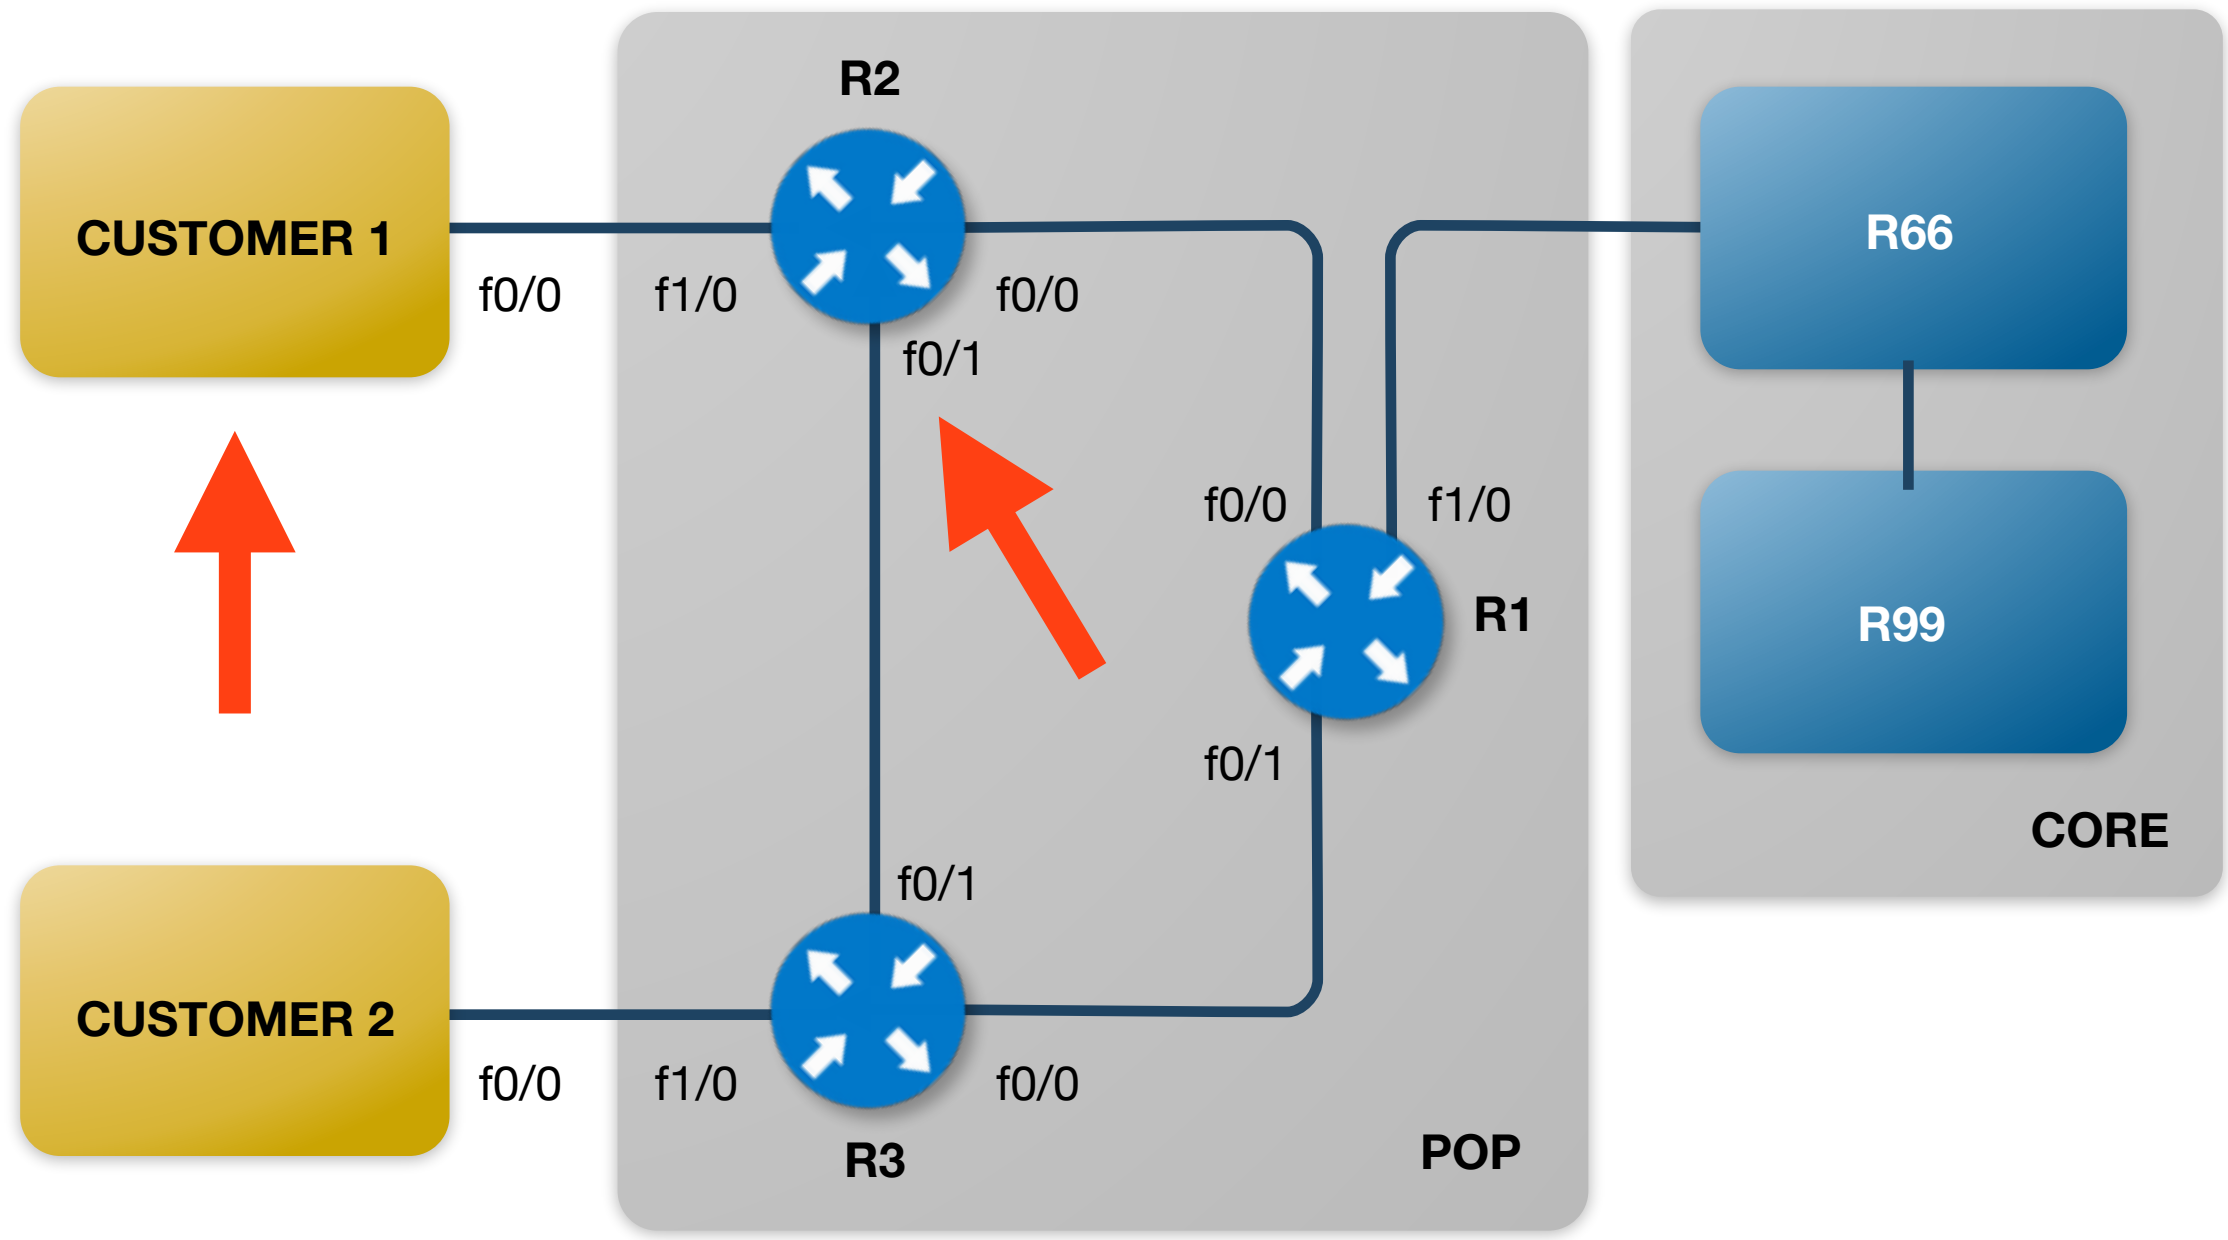 R2
CUSTOMER 1
R66
f0/0
f1/0
f0/0
f0/1
f0/0
f1/0
R1
R99
f0/1
CORE
f0/1
CUSTOMER 2
f0/0
f1/0
f0/0
R3
POP